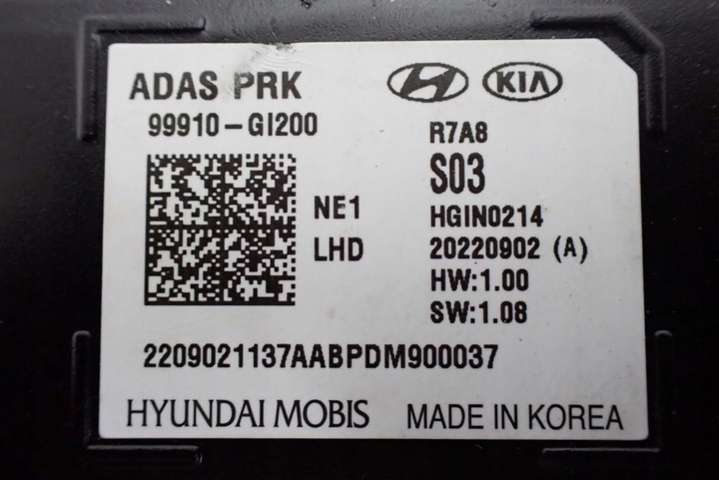 ADAS PRK
KIA
99910-GI200
R7A8
S03
NE1
HGIN0214
LHD
20220902 (A)
HW:1.00
SW:1.08
2209021137AABPDM900037
HYUNDAI MOBIS
MADE IN KOREA